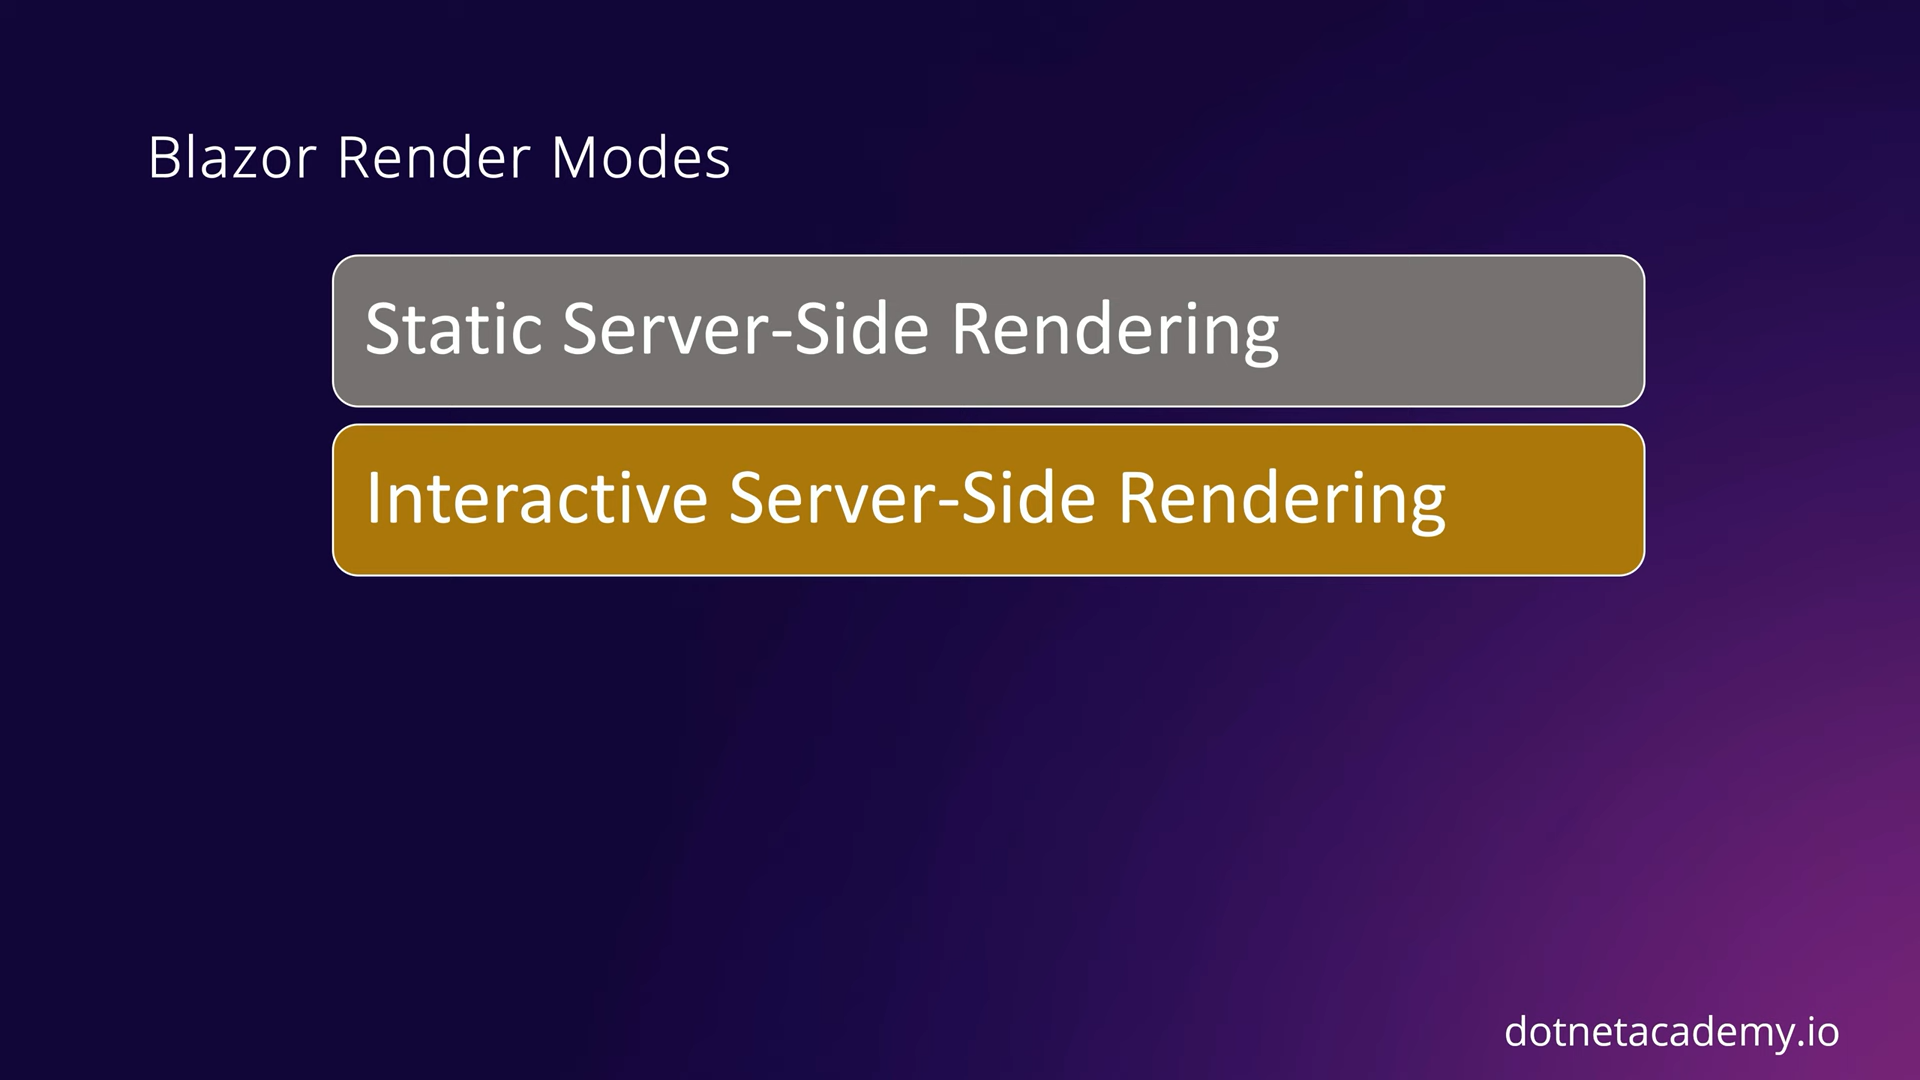 Blazor Render Modes
Static Server-Side Rendering
Interactive Server-Side Rendering
dotnetacademy.io